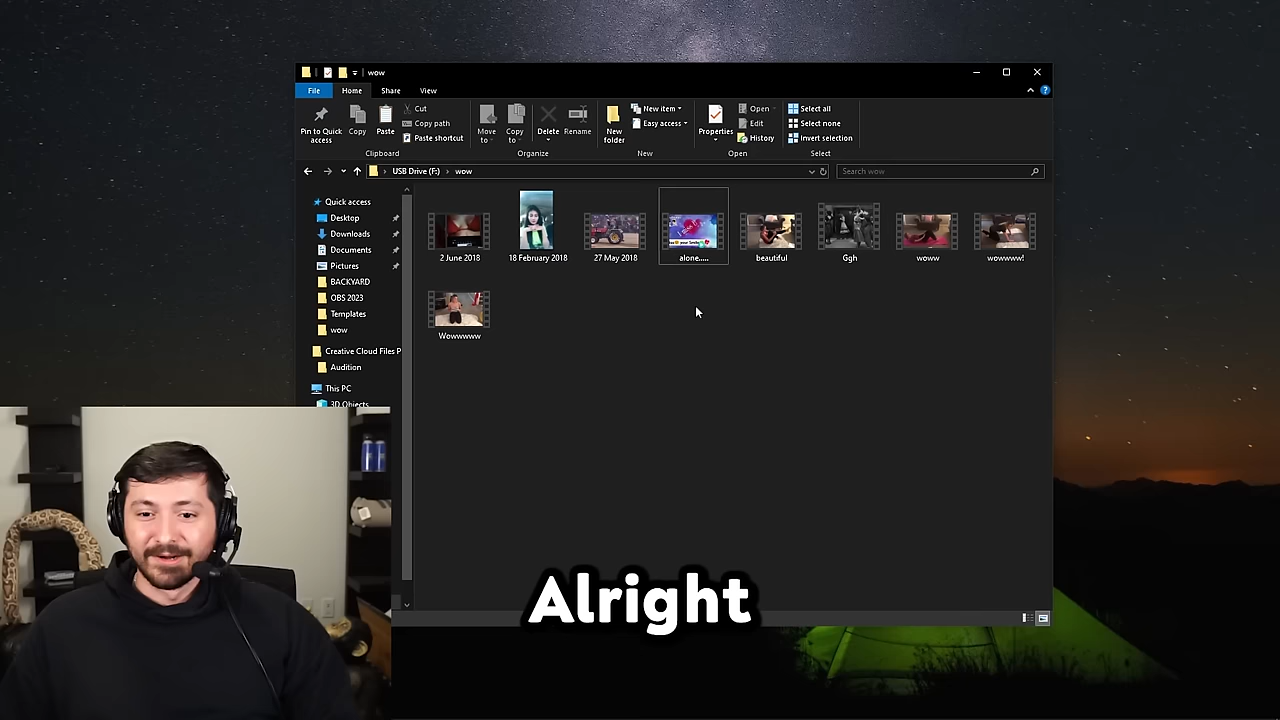 wow
File Home Share View
Pin to Quick access
Copy
Paste
Cut
Copy path
Paste shortcut
Clipboard
Move to
Copy to
Delete
Rename
Organize
New folder
New item
Easy access
New
Properties
Open
Edit
History
Open
Select all
Select none
Invert selection
Select
USB Drive (F:) > wow
Search wow
Quick access
Desktop
Downloads
Documents
Pictures
BACKYARD
OBS 2023
Templates
wow
Creative Cloud Files P
Audition
This PC
3D Objects
2 June 2018
18 February 2018
27 May 2018
alone.....
beautiful
Ggh
woww
wowwww!
Wowwwww
Alright